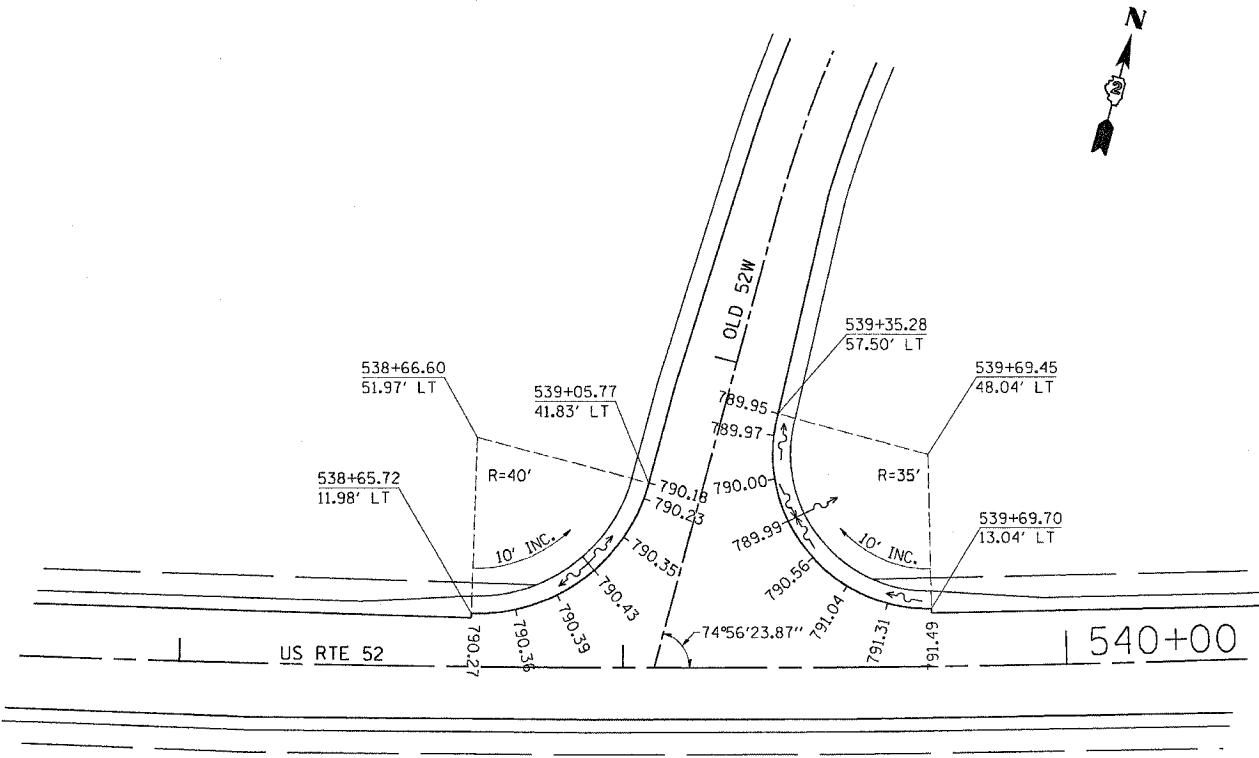 N
2
OLD 52W
539+35.28
57.50' LT
538+66.60
51.97' LT
539+05.77
41.83' LT
539+69.45
48.04' LT
789.95
789.97
R=40'
R=35'
538+65.72
11.98' LT
790.18
790.23
790.00
539+69.70
13.04' LT
789.99
10' INC.
10' INC.
790.35
790.43
790.56
790.39
790.36
790.27
791.04
791.31
791.49
74°56'23.87''
US RTE 52
540+00